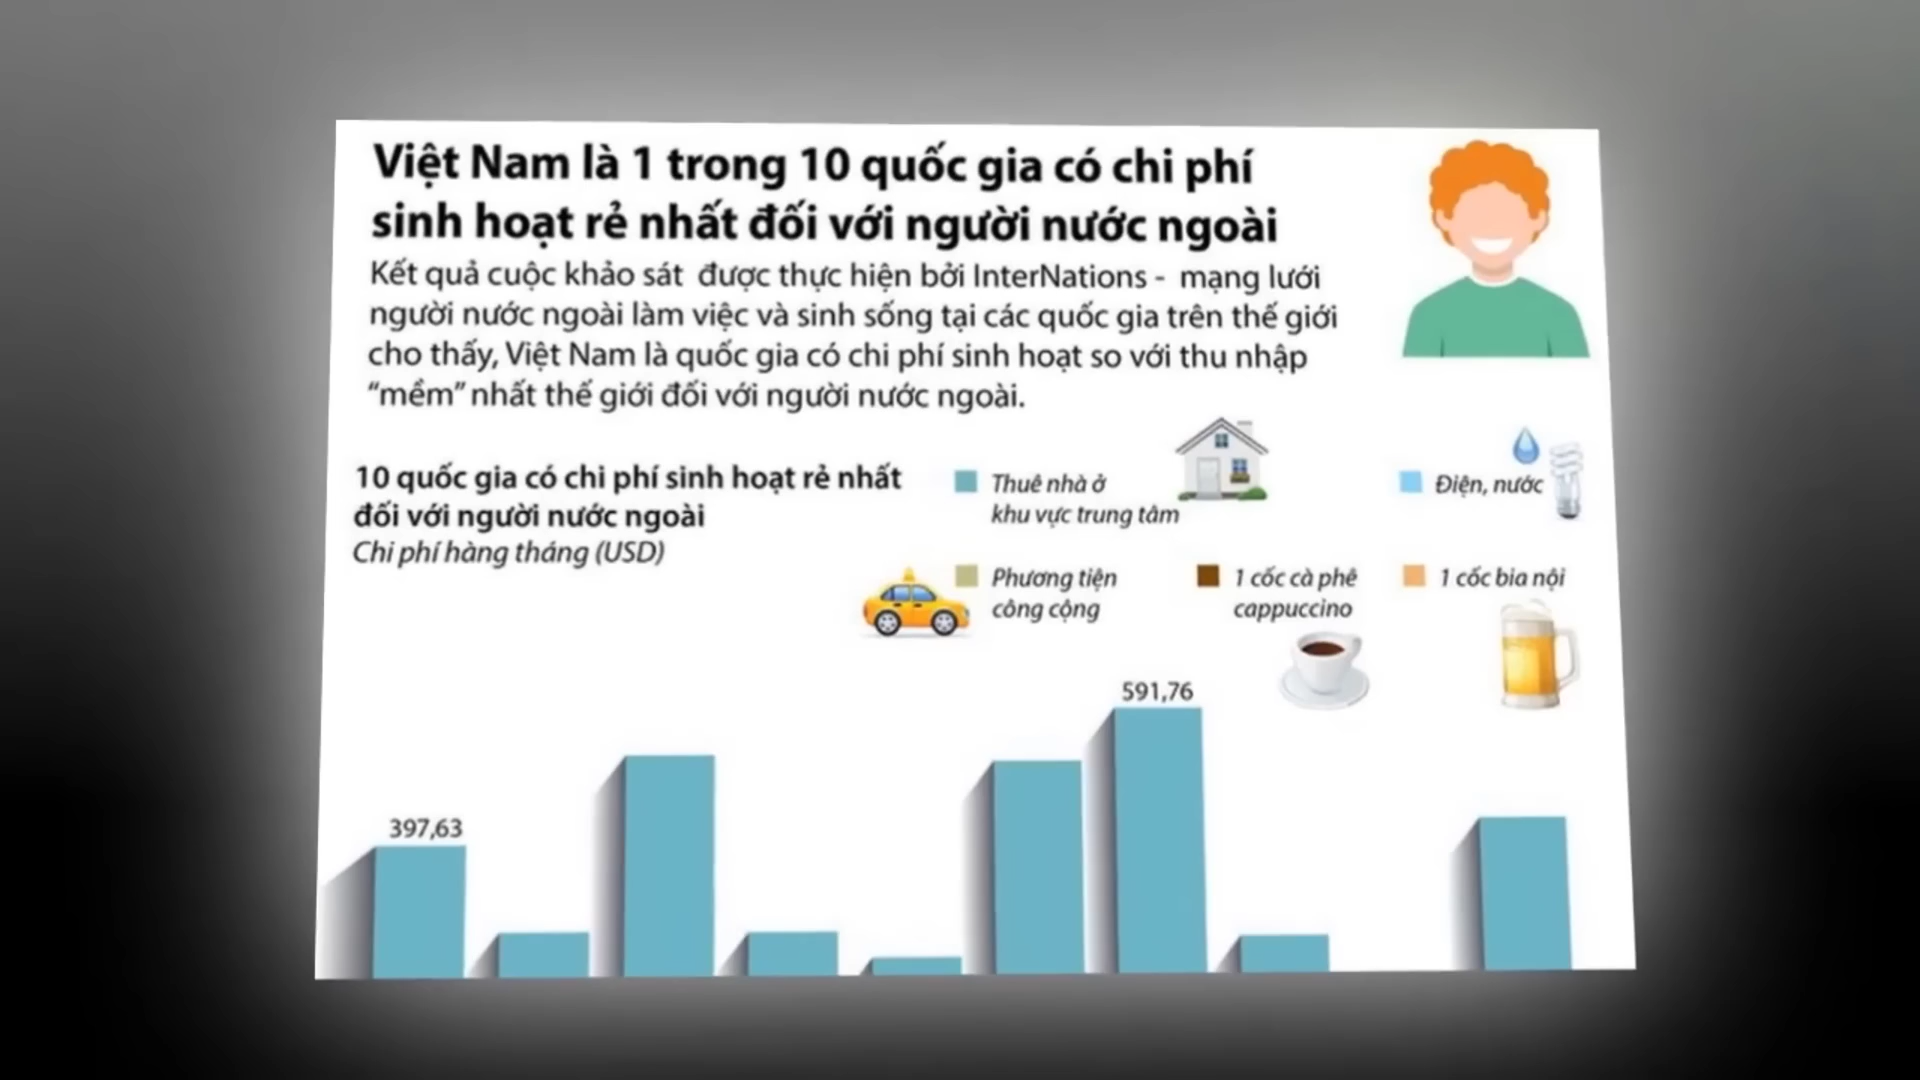 Việt Nam là 1 trong 10 quốc gia có chi phí
sinh hoạt rẻ nhất đối với người nước ngoài
Kết quả cuộc khảo sát được thực hiện bởi InterNations - mạng lưới
người nước ngoài làm việc và sinh sống tại các quốc gia trên thế giới
cho thấy, Việt Nam là quốc gia có chi phí sinh hoạt so với thu nhập
“mềm” nhất thế giới đối với người nước ngoài.
10 quốc gia có chi phí sinh hoạt rẻ nhất
đối với người nước ngoài
Chi phí hàng tháng (USD)
Thuê nhà ở
khu vực trung tâm
Điện, nước
Phương tiện
công cộng
1 cốc cà phê
cappuccino
1 cốc bia nội
591,76
397,63